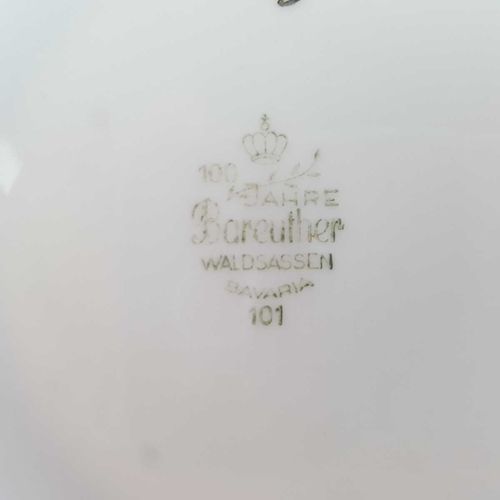 100
JAHRE
Bareuther
WALDSASSEN
BAVARIA
101